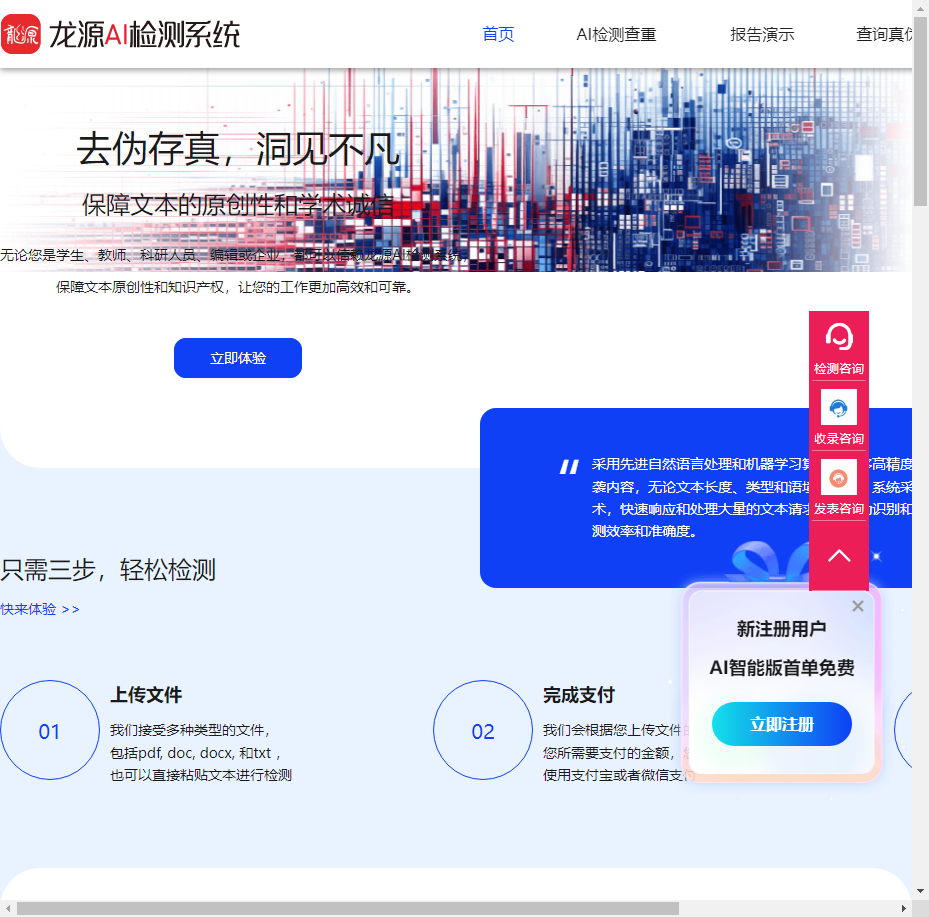 龙源AI检测系统
首页
AI检测查重
报告演示
查询真伪
去伪存真，洞见不凡
保障文本的原创性和学术诚信
无论您是学生、教师、科研人员、编辑或企业，都可以信赖龙源AI检测系统，
保障文本原创性和知识产权，让您的工作更加高效和可靠。
立即体验
检测咨询
收录咨询
发表咨询
采用先进自然语言处理和机器学习算 高精度
袭内容，无论文本长度、类型和语境 系统采
术，快速响应和处理大量的文本请求 识别和
测效率和准确度。
只需三步，轻松检测
快来体验 >>
01
上传文件
我们接受多种类型的文件，
包括pdf, doc, docx, 和txt ，
也可以直接粘贴文本进行检测
02
完成支付
我们会根据您上传文件的
您所需要支付的金额，
使用支付宝或者微信支付
新注册用户
AI智能版首单免费
立即注册